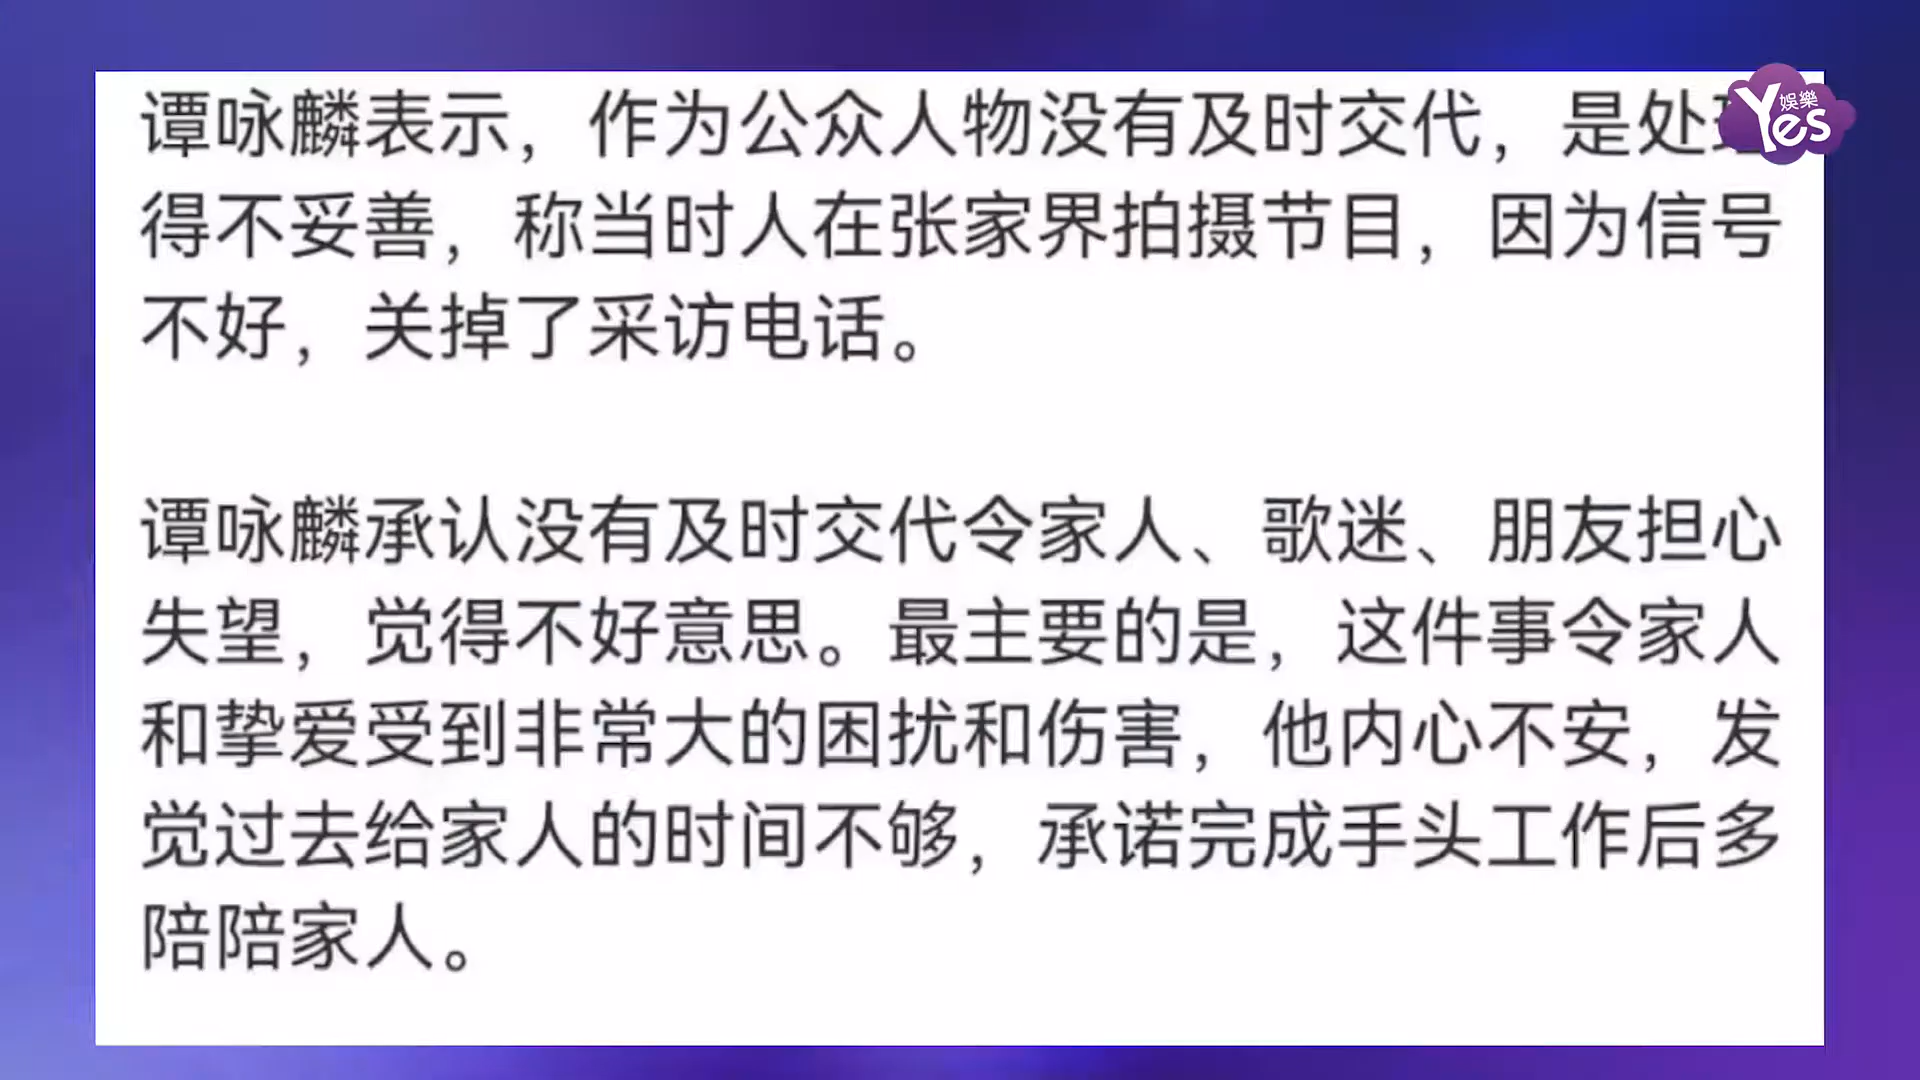 谭咏麟表示，作为公众人物没有及时交代，是处
得不妥善，称当时人在张家界拍摄节目，因为信号
不好，关掉了采访电话。
谭咏麟承认没有及时交代令家人、歌迷、朋友担心
失望，觉得不好意思。最主要的是，这件事令家人
和挚爱受到非常大的困扰和伤害，他内心不安，发
觉过去给家人的时间不够，承诺完成手头工作后多
陪陪家人。
娛樂
Yes